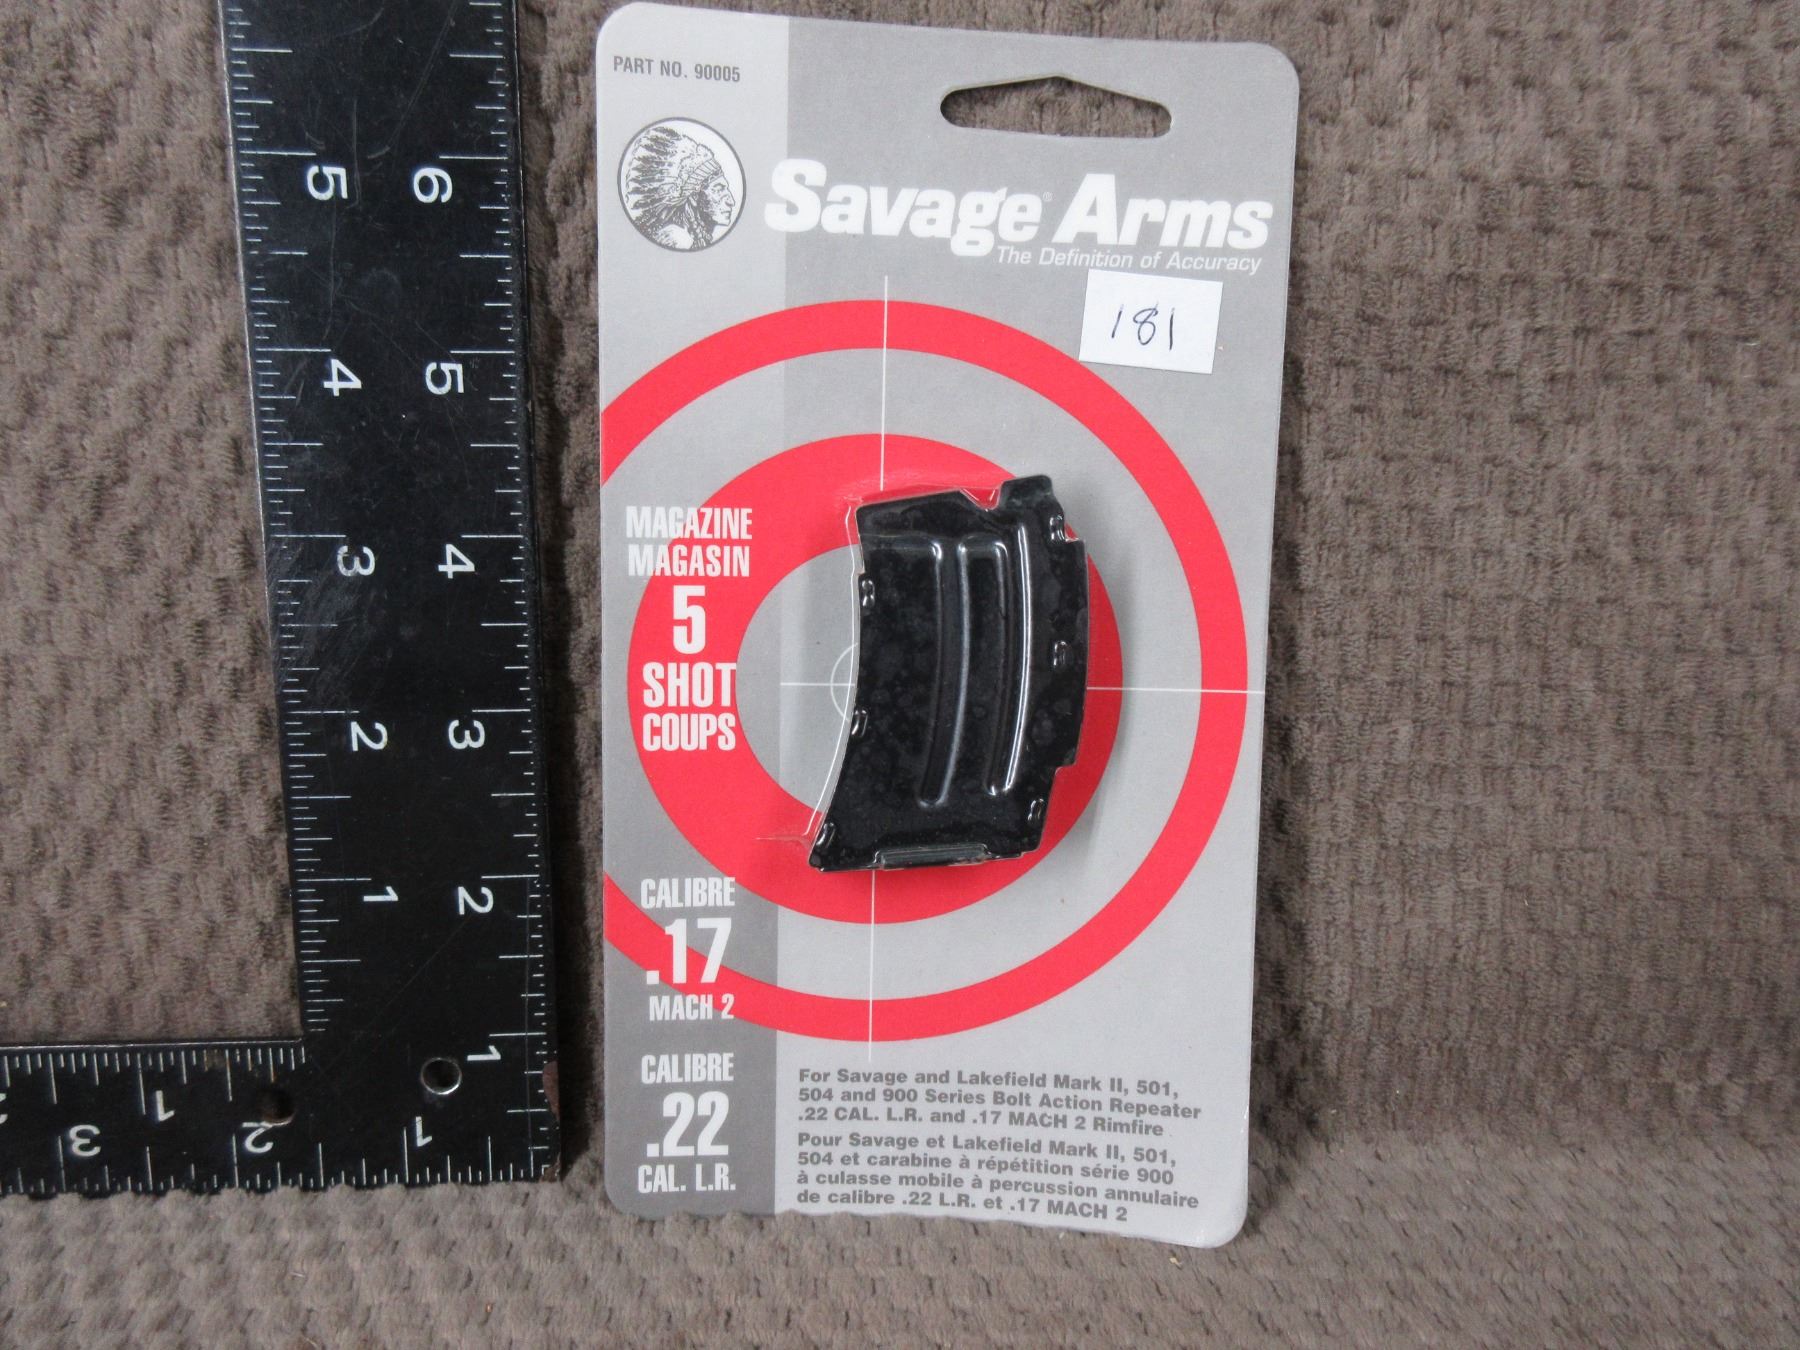 PART NO. 90005
Savage® Arms
The Definition of Accuracy
181
MAGAZINE
MAGASIN
5
SHOT
COUPS
CALIBRE
.17
MACH 2
CALIBRE
.22
CAL. L.R.
For Savage and Lakefield Mark II, 501,
504 and 900 Series Bolt Action Repeater
.22 CAL. L.R. and .17 MACH 2 Rimfire
Pour Savage et Lakefield Mark II, 501,
504 et carabine à répétition série 900
à culasse mobile à percussion annulaire
de calibre .22 L.R. et .17 MACH 2
5 6
4 5
3 4
2 3
1 2
1
1
3 2 1